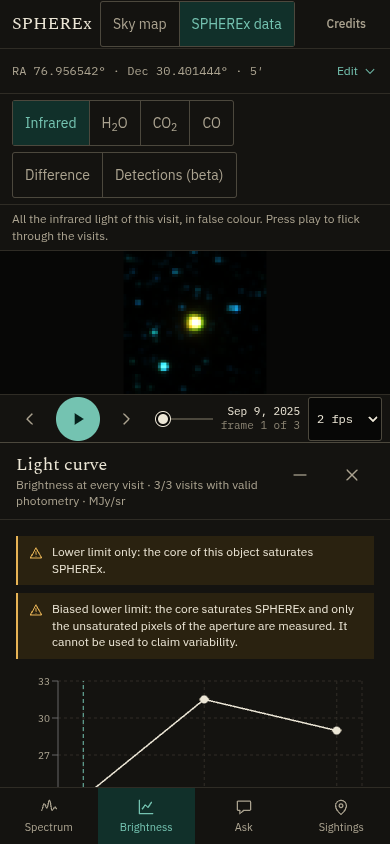 SPHEREx
Sky map
SPHEREx data
Credits
RA 76.956542° · Dec 30.401444° · 5′
Edit
Infrared
H₂O
CO₂
CO
Difference
Detections (beta)
All the infrared light of this visit, in false colour. Press play to flick
through the visits.
Sep 9, 2025
frame 1 of 3
2 fps
Light curve
Brightness at every visit · 3/3 visits with valid
photometry · MJy/sr
Lower limit only: the core of this object saturates
SPHEREx.
Biased lower limit: the core saturates SPHEREx and only
the unsaturated pixels of the aperture are measured. It
cannot be used to claim variability.
33
30
27
Spectrum
Brightness
Ask
Sightings